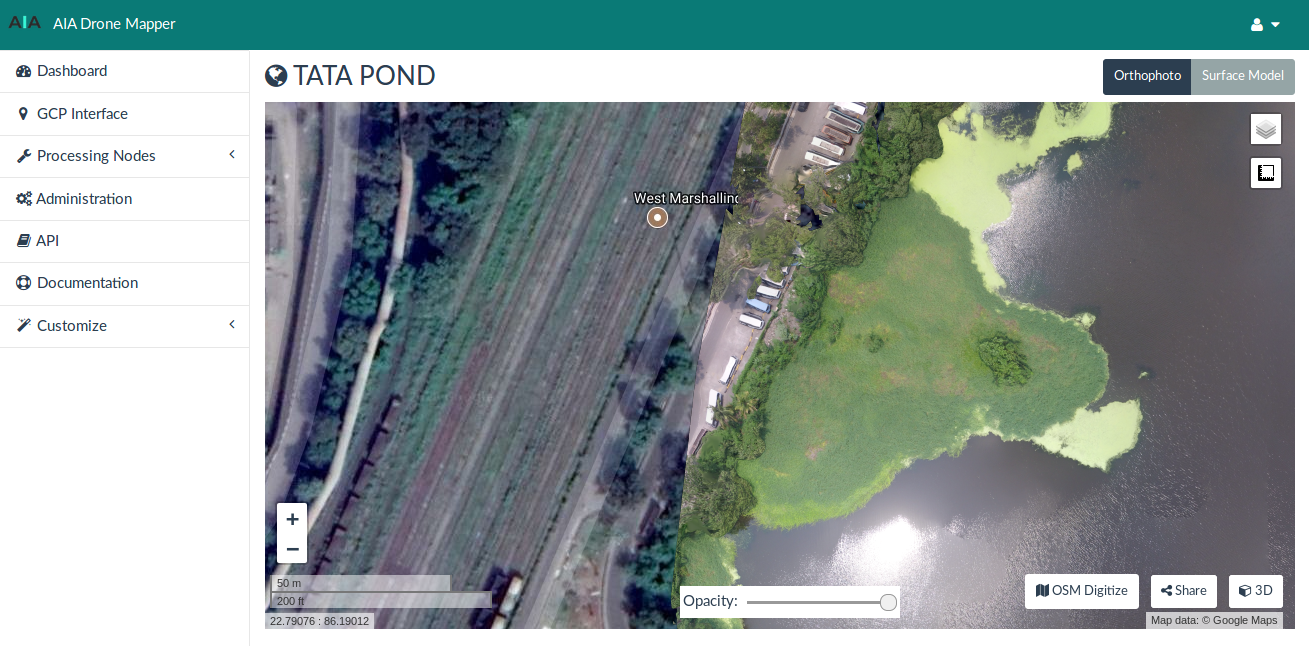 AIA AIA Drone Mapper
Dashboard
GCP Interface
Processing Nodes
Administration
API
Documentation
Customize
TATA POND
Orthophoto Surface Model
West Marshalling
+
−
50 m
200 ft
22.79076 : 86.19012
Opacity:
OSM Digitize Share 3D
Map data: © Google Maps